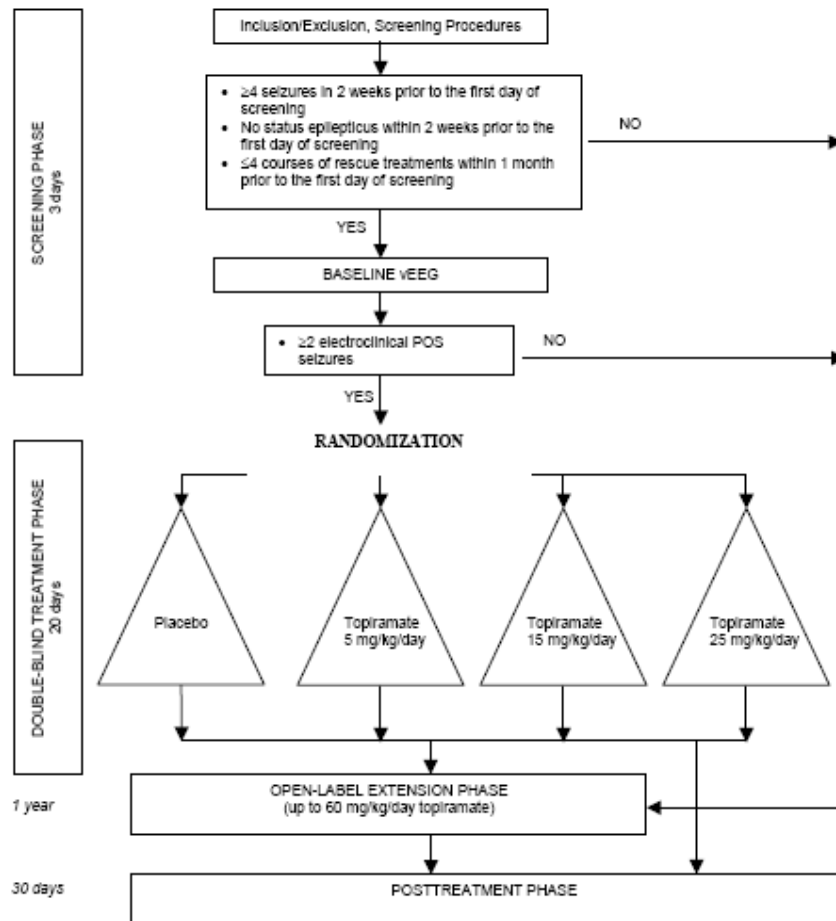 Inclusion/Exclusion, Screening Procedures
SCREENING PHASE
3 days
• ≥4 seizures in 2 weeks prior to the first day of
screening
• No status epilepticus within 2 weeks prior to the
first day of screening
• ≤4 courses of rescue treatments within 1 month
prior to the first day of screening
NO
YES
BASELINE vEEG
• ≥2 electroclinical POS
seizures
NO
YES
RANDOMIZATION
DOUBLE-BLIND TREATMENT PHASE
20 days
Placebo
Topiramate
5 mg/kg/day
Topiramate
15 mg/kg/day
Topiramate
25 mg/kg/day
1 year
OPEN-LABEL EXTENSION PHASE
(up to 60 mg/kg/day topiramate)
30 days
POSTTREATMENT PHASE